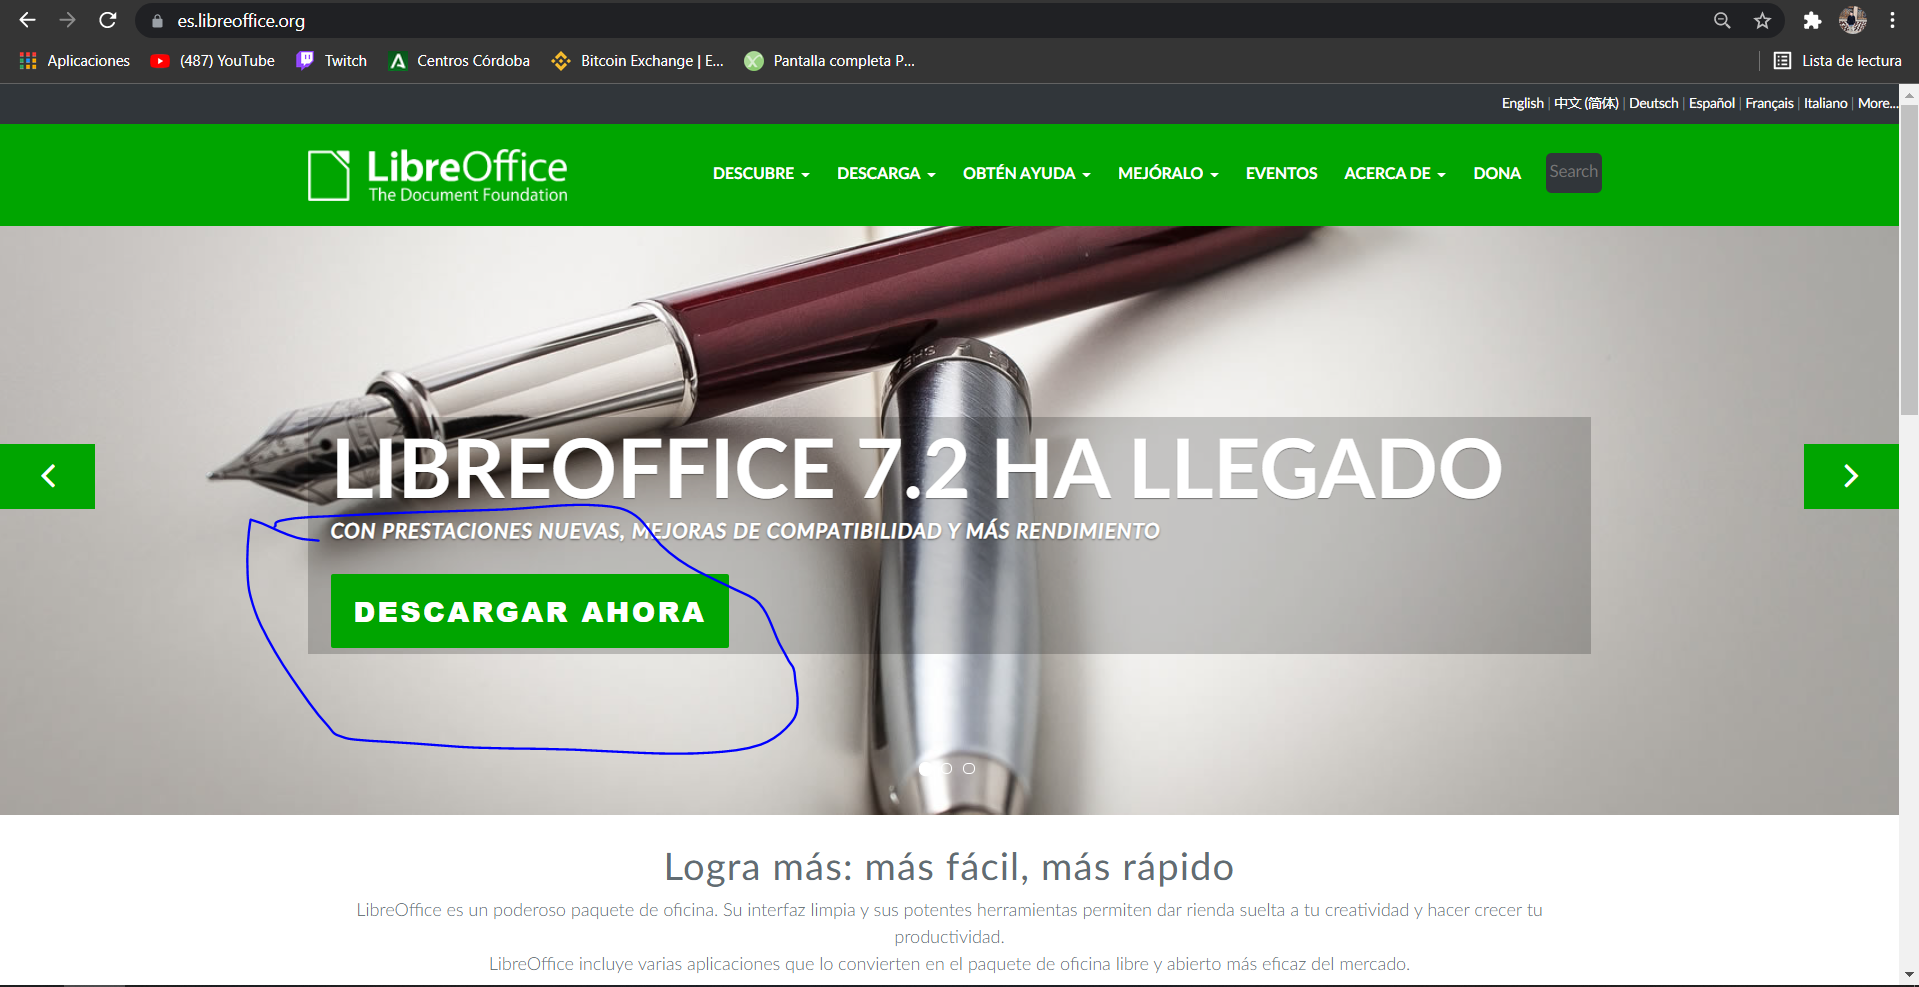 es.libreoffice.org
Aplicaciones (487) YouTube Twitch Centros Córdoba Bitcoin Exchange | E... Pantalla completa P... Lista de lectura
English | 中文 (简体) | Deutsch | Español | Français | Italiano | More...
LibreOffice
The Document Foundation
DESCUBRE DESCARGA OBTÉN AYUDA MEJÓRALO EVENTOS ACERCA DE DONA Search
LIBREOFFICE 7.2 HA LLEGADO
CON PRESTACIONES NUEVAS, MEJORAS DE COMPATIBILIDAD Y MÁS RENDIMIENTO
DESCARGAR AHORA
Logra más: más fácil, más rápido
LibreOffice es un poderoso paquete de oficina. Su interfaz limpia y sus potentes herramientas permiten dar rienda suelta a tu creatividad y hacer crecer tu
productividad.
LibreOffice incluye varias aplicaciones que lo convierten en el paquete de oficina libre y abierto más eficaz del mercado.